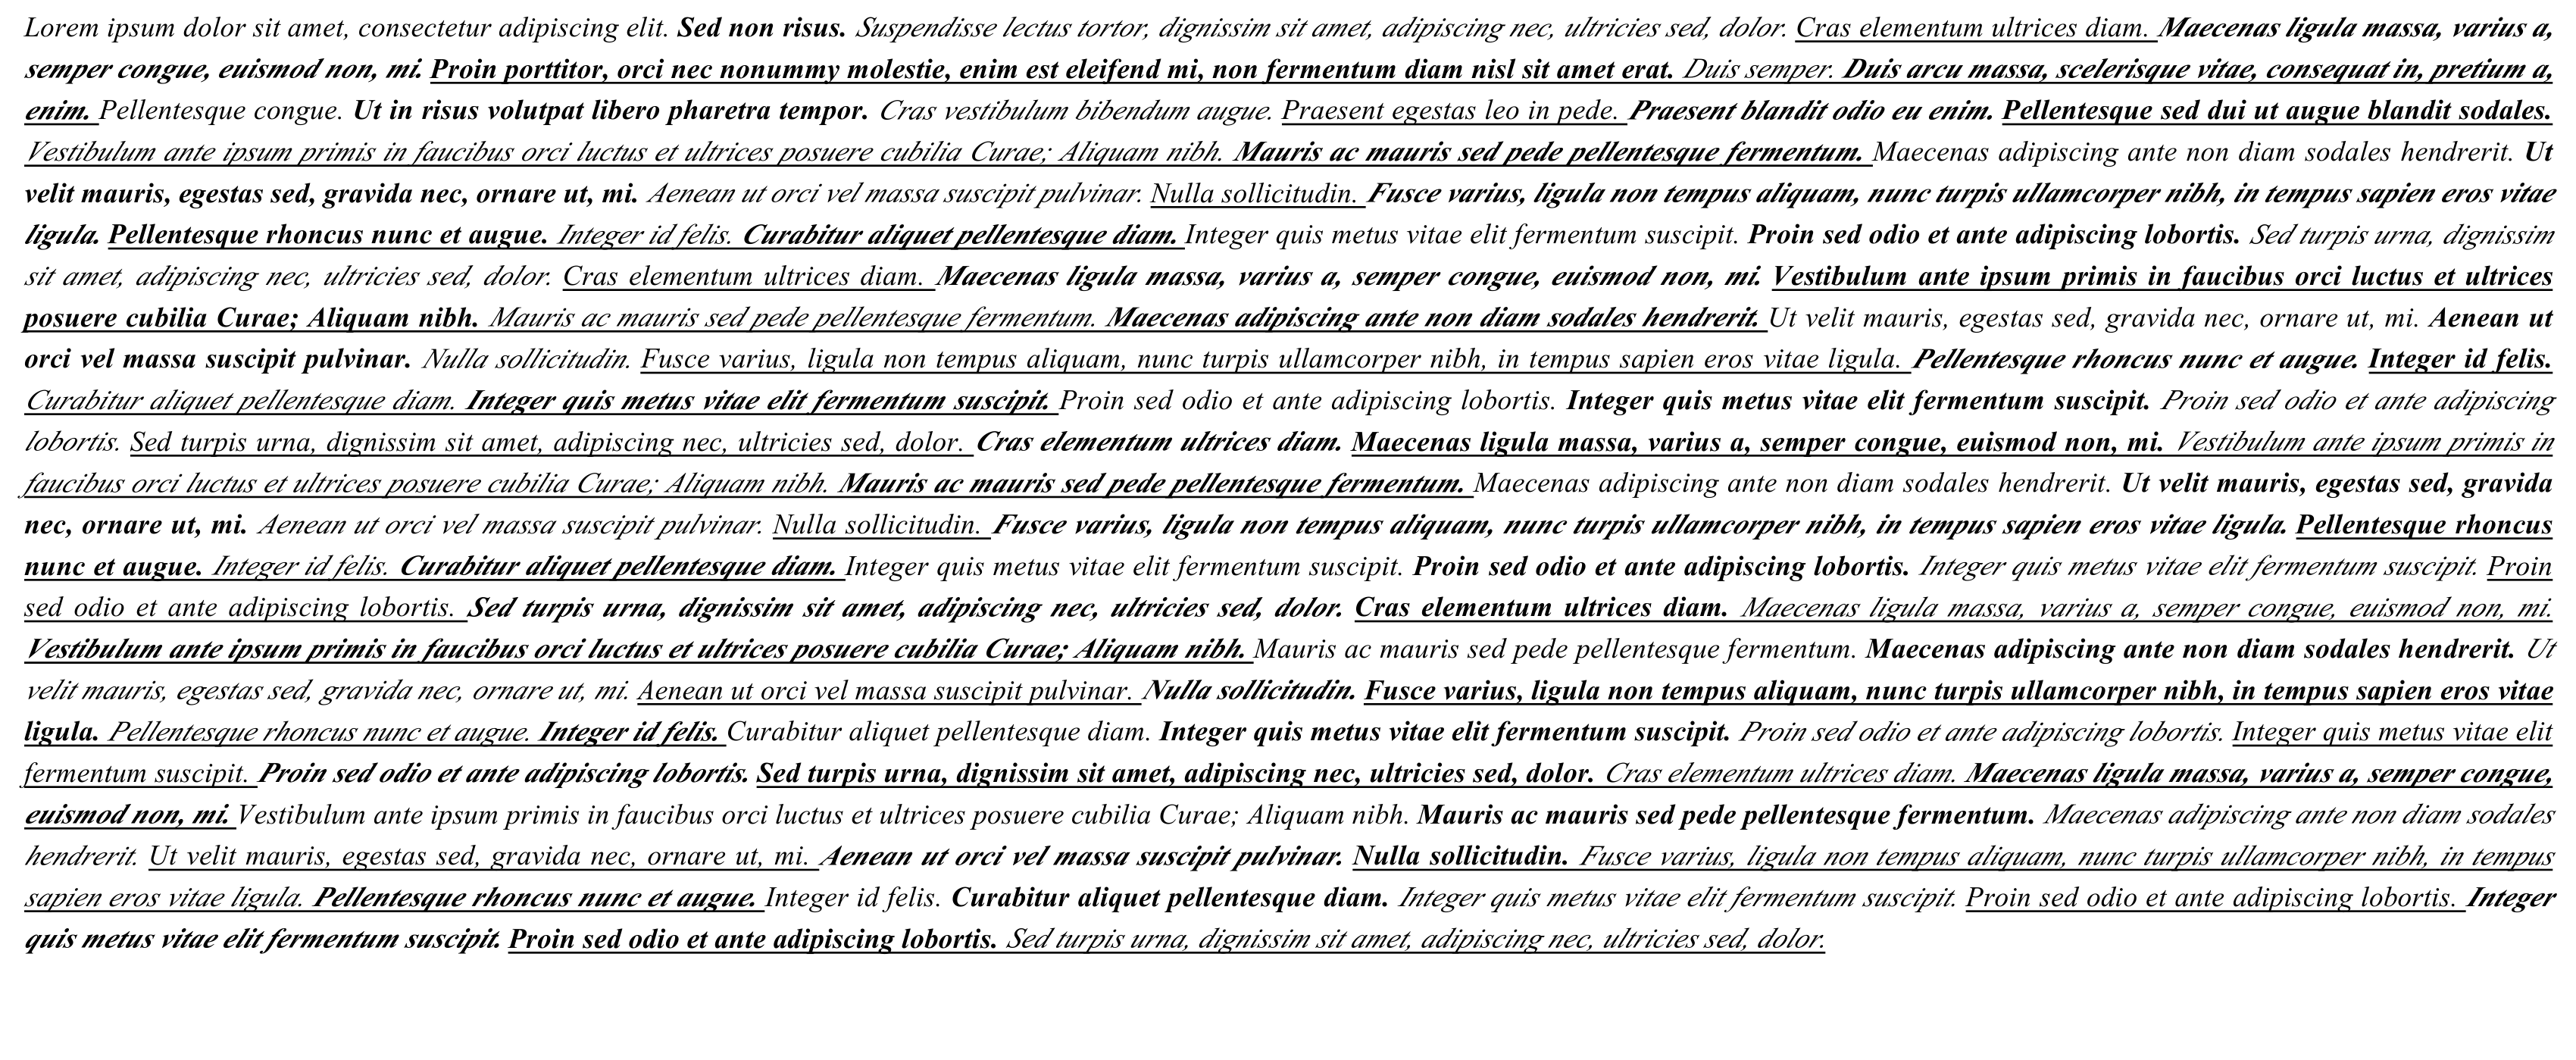 Lorem ipsum dolor sit amet, consectetur adipiscing elit. Sed non risus. Suspendisse lectus tortor, dignissim sit amet, adipiscing nec, ultricies sed, dolor. Cras elementum ultrices diam. Maecenas ligula massa, varius a,
semper congue, euismod non, mi. Proin porttitor, orci nec nonummy molestie, enim est eleifend mi, non fermentum diam nisl sit amet erat. Duis semper. Duis arcu massa, scelerisque vitae, consequat in, pretium a,
enim. Pellentesque congue. Ut in risus volutpat libero pharetra tempor. Cras vestibulum bibendum augue. Praesent egestas leo in pede. Praesent blandit odio eu enim. Pellentesque sed dui ut augue blandit sodales.
Vestibulum ante ipsum primis in faucibus orci luctus et ultrices posuere cubilia Curae; Aliquam nibh. Mauris ac mauris sed pede pellentesque fermentum. Maecenas adipiscing ante non diam sodales hendrerit. Ut
velit mauris, egestas sed, gravida nec, ornare ut, mi. Aenean ut orci vel massa suscipit pulvinar. Nulla sollicitudin. Fusce varius, ligula non tempus aliquam, nunc turpis ullamcorper nibh, in tempus sapien eros vitae
ligula. Pellentesque rhoncus nunc et augue. Integer id felis. Curabitur aliquet pellentesque diam. Integer quis metus vitae elit fermentum suscipit. Proin sed odio et ante adipiscing lobortis. Sed turpis urna, dignissim
sit amet, adipiscing nec, ultricies sed, dolor. Cras elementum ultrices diam. Maecenas ligula massa, varius a, semper congue, euismod non, mi. Vestibulum ante ipsum primis in faucibus orci luctus et ultrices
posuere cubilia Curae; Aliquam nibh. Mauris ac mauris sed pede pellentesque fermentum. Maecenas adipiscing ante non diam sodales hendrerit. Ut velit mauris, egestas sed, gravida nec, ornare ut, mi. Aenean ut
orci vel massa suscipit pulvinar. Nulla sollicitudin. Fusce varius, ligula non tempus aliquam, nunc turpis ullamcorper nibh, in tempus sapien eros vitae ligula. Pellentesque rhoncus nunc et augue. Integer id felis.
Curabitur aliquet pellentesque diam. Integer quis metus vitae elit fermentum suscipit. Proin sed odio et ante adipiscing lobortis. Integer quis metus vitae elit fermentum suscipit. Proin sed odio et ante adipiscing
lobortis. Sed turpis urna, dignissim sit amet, adipiscing nec, ultricies sed, dolor. Cras elementum ultrices diam. Maecenas ligula massa, varius a, semper congue, euismod non, mi. Vestibulum ante ipsum primis in
faucibus orci luctus et ultrices posuere cubilia Curae; Aliquam nibh. Mauris ac mauris sed pede pellentesque fermentum. Maecenas adipiscing ante non diam sodales hendrerit. Ut velit mauris, egestas sed, gravida
nec, ornare ut, mi. Aenean ut orci vel massa suscipit pulvinar. Nulla sollicitudin. Fusce varius, ligula non tempus aliquam, nunc turpis ullamcorper nibh, in tempus sapien eros vitae ligula. Pellentesque rhoncus
nunc et augue. Integer id felis. Curabitur aliquet pellentesque diam. Integer quis metus vitae elit fermentum suscipit. Proin sed odio et ante adipiscing lobortis. Integer quis metus vitae elit fermentum suscipit. Proin
sed odio et ante adipiscing lobortis. Sed turpis urna, dignissim sit amet, adipiscing nec, ultricies sed, dolor. Cras elementum ultrices diam. Maecenas ligula massa, varius a, semper congue, euismod non, mi.
Vestibulum ante ipsum primis in faucibus orci luctus et ultrices posuere cubilia Curae; Aliquam nibh. Mauris ac mauris sed pede pellentesque fermentum. Maecenas adipiscing ante non diam sodales hendrerit. Ut
velit mauris, egestas sed, gravida nec, ornare ut, mi. Aenean ut orci vel massa suscipit pulvinar. Nulla sollicitudin. Fusce varius, ligula non tempus aliquam, nunc turpis ullamcorper nibh, in tempus sapien eros vitae
ligula. Pellentesque rhoncus nunc et augue. Integer id felis. Curabitur aliquet pellentesque diam. Integer quis metus vitae elit fermentum suscipit. Proin sed odio et ante adipiscing lobortis. Integer quis metus vitae elit
fermentum suscipit. Proin sed odio et ante adipiscing lobortis. Sed turpis urna, dignissim sit amet, adipiscing nec, ultricies sed, dolor. Cras elementum ultrices diam. Maecenas ligula massa, varius a, semper congue,
euismod non, mi. Vestibulum ante ipsum primis in faucibus orci luctus et ultrices posuere cubilia Curae; Aliquam nibh. Mauris ac mauris sed pede pellentesque fermentum. Maecenas adipiscing ante non diam sodales
hendrerit. Ut velit mauris, egestas sed, gravida nec, ornare ut, mi. Aenean ut orci vel massa suscipit pulvinar. Nulla sollicitudin. Fusce varius, ligula non tempus aliquam, nunc turpis ullamcorper nibh, in tempus
sapien eros vitae ligula. Pellentesque rhoncus nunc et augue. Integer id felis. Curabitur aliquet pellentesque diam. Integer quis metus vitae elit fermentum suscipit. Proin sed odio et ante adipiscing lobortis. Integer
quis metus vitae elit fermentum suscipit. Proin sed odio et ante adipiscing lobortis. Sed turpis urna, dignissim sit amet, adipiscing nec, ultricies sed, dolor.